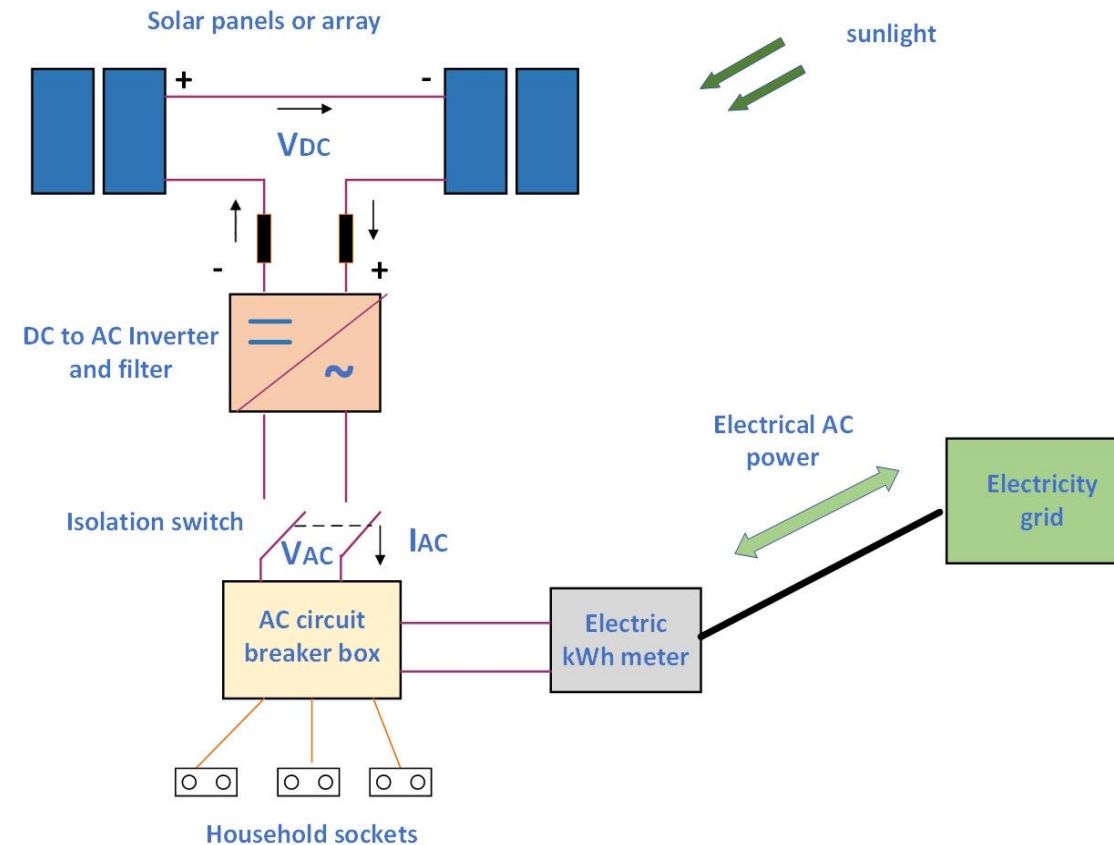 Solar panels or array
sunlight
+
-
VDC
-
+
DC to AC Inverter
and filter
~
Electrical AC
power
Electricity
grid
Isolation switch
VAC
IAC
AC circuit
breaker box
Electric
kWh meter
Household sockets